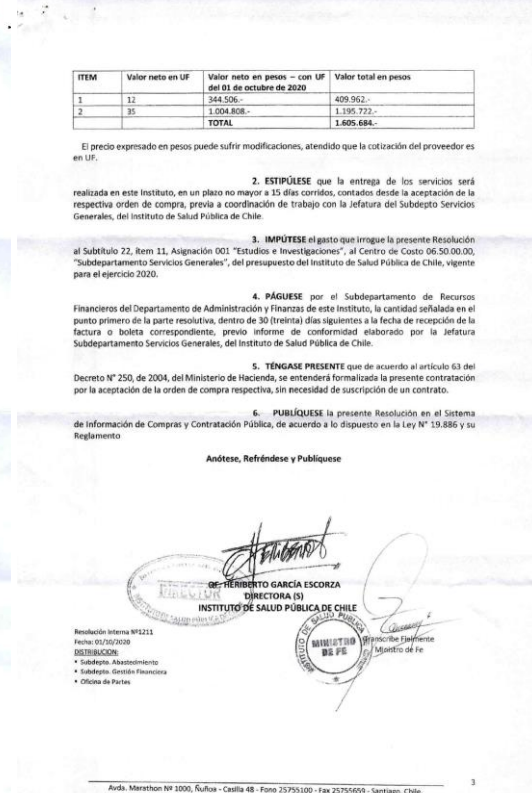 ITEM Valor neto en UF Valor neto en pesos – con UF del 01 de octubre de 2020 Valor total en pesos
1 12 344.506.- 409.962.-
2 35 1.004.808.- 1.195.722.-
TOTAL 1.605.684.-
El precio expresado en pesos puede sufrir modificaciones, atendido que la cotización del proveedor es
en UF.
2. ESTIPÚLESE que la entrega de los servicios será
realizada en este Instituto, en un plazo no mayor a 15 días corridos, contados desde la aceptación de la
respectiva orden de compra, previa a coordinación de trabajo con la Jefatura del Subdepto Servicios
Generales, del Instituto de Salud Pública de Chile.
3. IMPÚTESE el gasto que irrogue la presente Resolución
al Subtítulo 22, ítem 11, Asignación 001 "Estudios e Investigaciones", al Centro de Costo 06.50.00.00,
"Subdepartamento Servicios Generales", del presupuesto del Instituto de Salud Pública de Chile, vigente
para el ejercicio 2020.
4. PÁGUESE por el Subdepartamento de Recursos
Financieros del Departamento de Administración y Finanzas de este Instituto, la cantidad señalada en el
punto primero de la parte resolutiva, dentro de 30 (treinta) días siguientes a la fecha de recepción de la
factura o boleta correspondiente, previo informe de conformidad elaborado por la Jefatura
Subdepartamento Servicios Generales, del Instituto de Salud Pública de Chile.
5. TÉNGASE PRESENTE que de acuerdo al artículo 63 del
Decreto N° 250, de 2004, del Ministerio de Hacienda, se entenderá formalizada la presente contratación
por la aceptación de la orden de compra respectiva, sin necesidad de suscripción de un contrato.
6. PUBLÍQUESE la presente Resolución en el Sistema
de Información de Compras y Contratación Pública, de acuerdo a lo dispuesto en la Ley N° 19.886 y su
Reglamento
Anótese, Refréndese y Publíquese
DIRECTOR
QF. HERIBERTO GARCÍA ESCORZA
DIRECTORA (S)
INSTITUTO DE SALUD PÚBLICA DE CHILE
INSTITUTO DE SALUD PUBLICA
MINISTRO
DE FE
Transcribe Fielmente
Ministro de Fe
Resolución Interna Nº1211
Fecha: 01/10/2020
DISTRIBUCION:
• Subdepto. Abastecimiento
• Subdepto. Gestión Financiera
• Oficina de Partes
3
Avda. Marathon Nº 1000, Ñuñoa - Casilla 48 - Fono 25755100 - Fax 25755659 - Santiago, Chile.